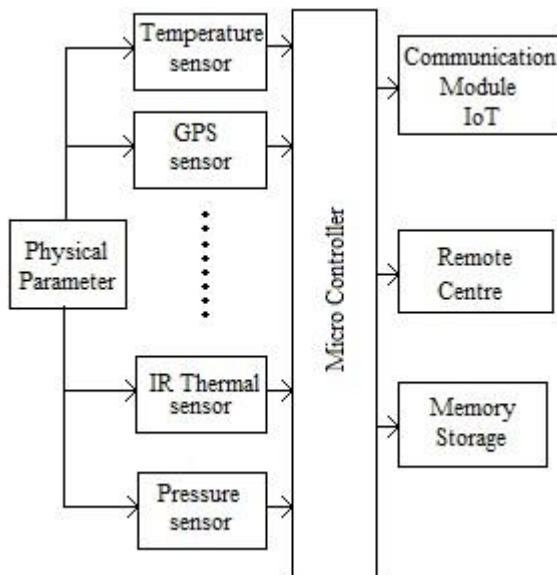 Temperature
sensor
GPS
sensor
Physical
Parameter
IR Thermal
sensor
Pressure
sensor
Micro Controller
Communication
Module
IoT
Remote
Centre
Memory
Storage